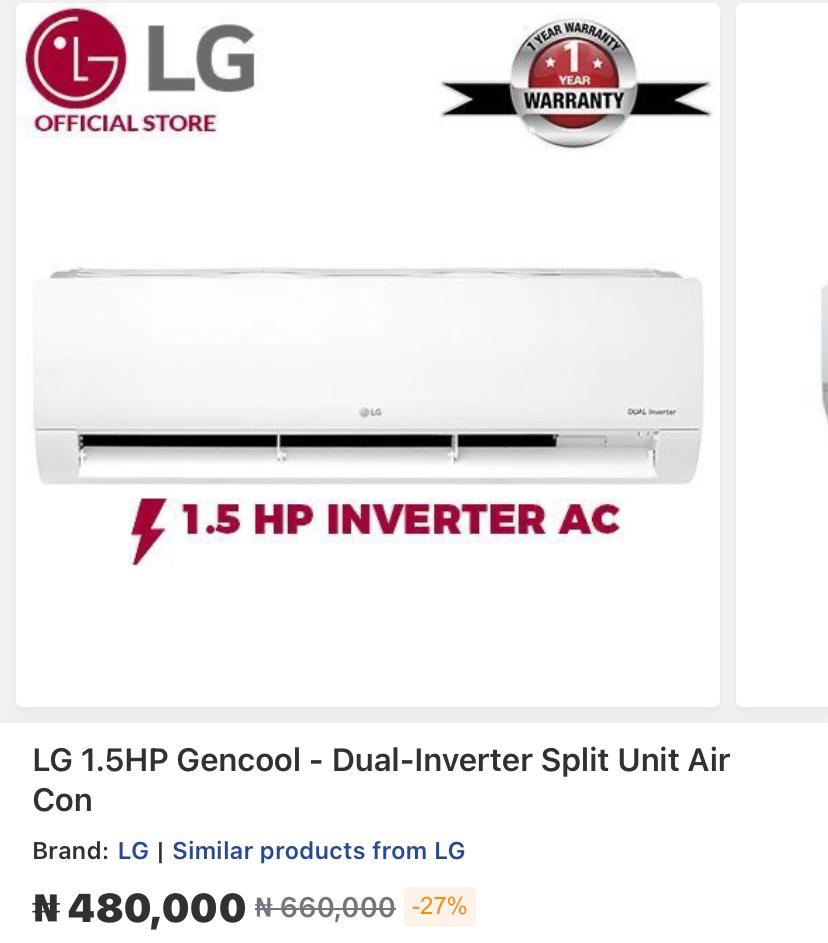 LG
OFFICIAL STORE
1 YEAR WARRANTY
1
YEAR
WARRANTY
LG
DUAL Inverter
1.5 HP INVERTER AC
LG 1.5HP Gencool - Dual-Inverter Split Unit Air
Con
Brand: LG | Similar products from LG
₦ 480,000 ₦ 660,000 -27%